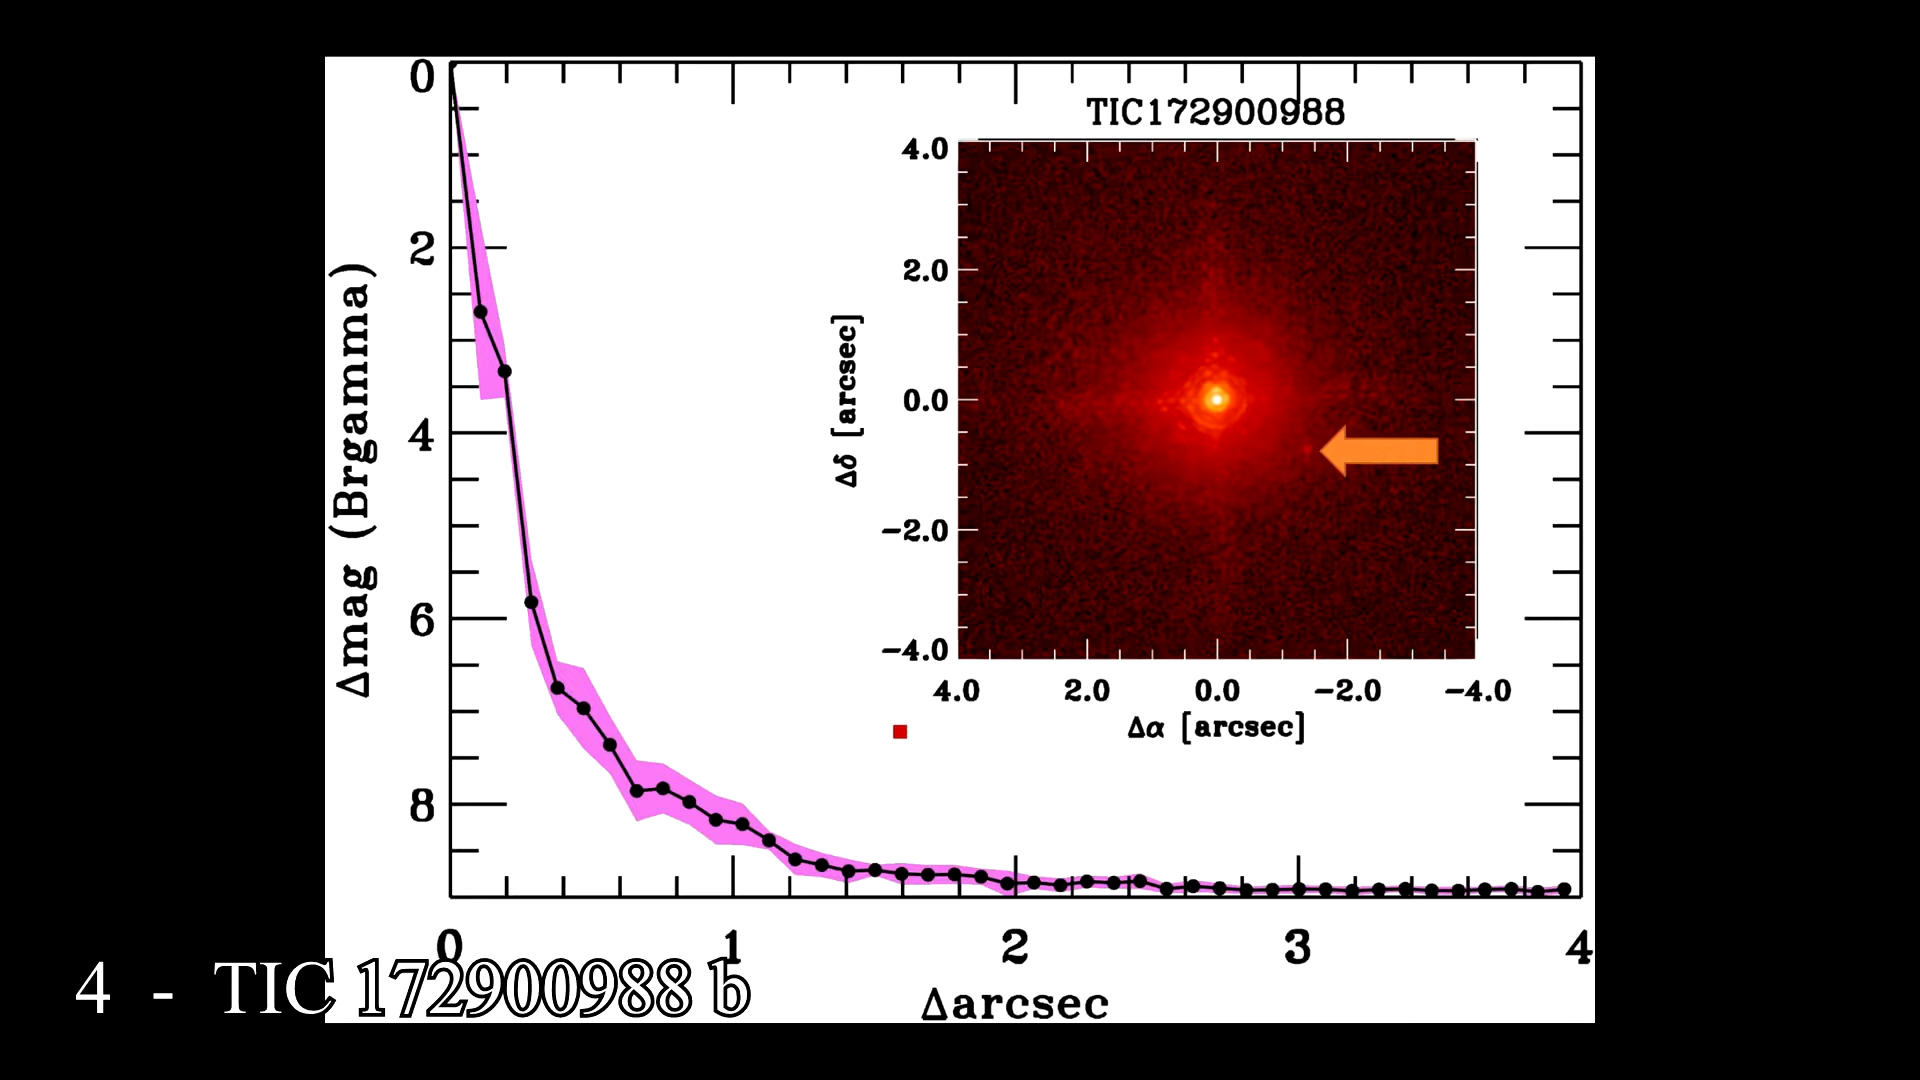 0
2
4
6
8
Δmag (Brgamma)
TIC172900988
4.0
2.0
0.0
−2.0
−4.0
Δδ [arcsec]
4.0 2.0 0.0 −2.0 −4.0
Δα [arcsec]
0 1 2 3 4
Δarcsec
4 - TIC 172900988 b